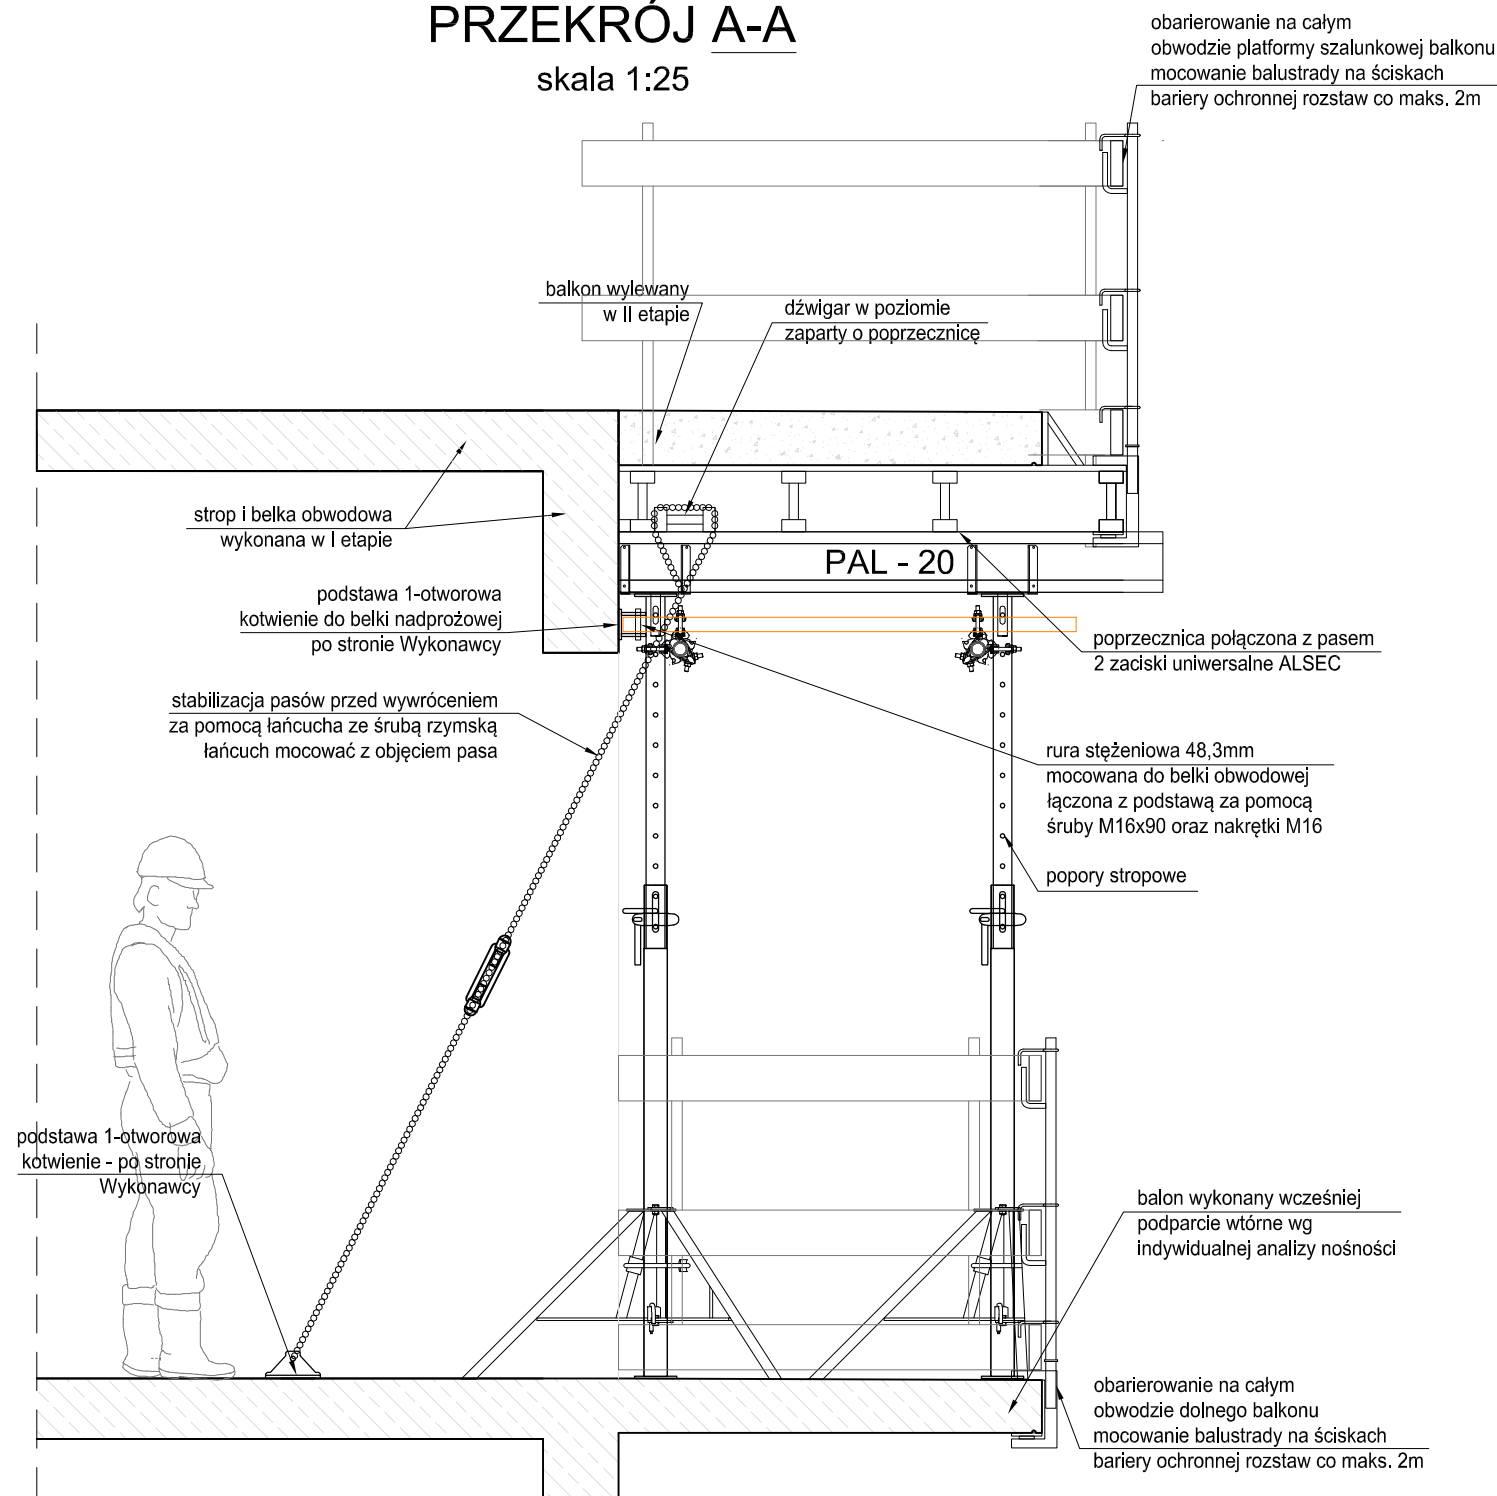 PRZEKRÓJ A-A
skala 1:25
obarierowanie na całym
obwodzie platformy szalunkowej balkonu
mocowanie balustrady na ściskach
bariery ochronnej rozstaw co maks. 2m
balkon wylewany
w II etapie
dźwigar w poziomie
zaparty o poprzecznicę
strop i belka obwodowa
wykonana w I etapie
PAL - 20
podstawa 1-otworowa
kotwienie do belki nadprożowej
po stronie Wykonawcy
poprzecznica połączona z pasem
2 zaciski uniwersalne ALSEC
stabilizacja pasów przed wywróceniem
za pomocą łańcucha ze śrubą rzymską
łańcuch mocować z objęciem pasa
rura stężeniowa 48,3mm
mocowana do belki obwodowej
łączona z podstawą za pomocą
śruby M16x90 oraz nakrętki M16
popory stropowe
podstawa 1-otworowa
kotwienie - po stronie
Wykonawcy
balon wykonany wcześniej
podparcie wtórne wg
indywidualnej analizy nośności
obarierowanie na całym
obwodzie dolnego balkonu
mocowanie balustrady na ściskach
bariery ochronnej rozstaw co maks. 2m